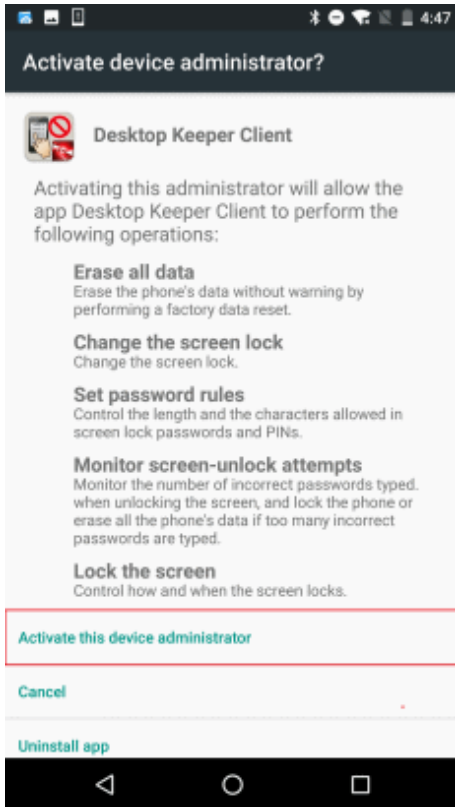 4:47
Activate device administrator?
Desktop Keeper Client
Activating this administrator will allow the
app Desktop Keeper Client to perform the
following operations:
Erase all data
Erase the phone's data without warning by
performing a factory data reset.
Change the screen lock
Change the screen lock.
Set password rules
Control the length and the characters allowed in
screen lock passwords and PINs.
Monitor screen-unlock attempts
Monitor the number of incorrect passwords typed.
when unlocking the screen, and lock the phone or
erase all the phone's data if too many incorrect
passwords are typed.
Lock the screen
Control how and when the screen locks.
Activate this device administrator
Cancel
Uninstall app